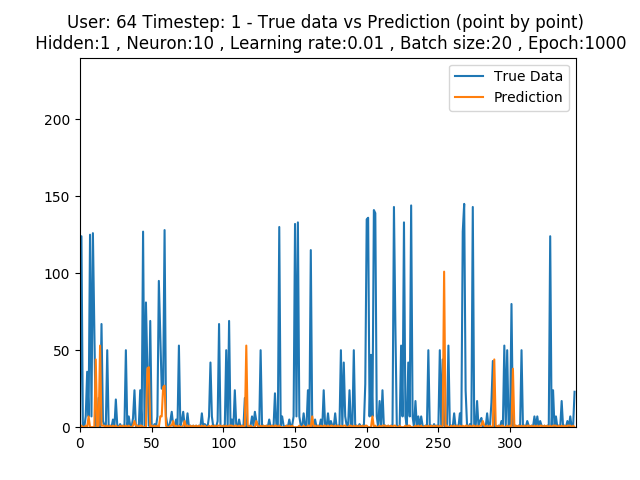 User: 64 Timestep: 1 - True data vs Prediction (point by point)
Hidden:1 , Neuron:10 , Learning rate:0.01 , Batch size:20 , Epoch:1000
True Data
Prediction
200
150
100
50
0
0 50 100 150 200 250 300